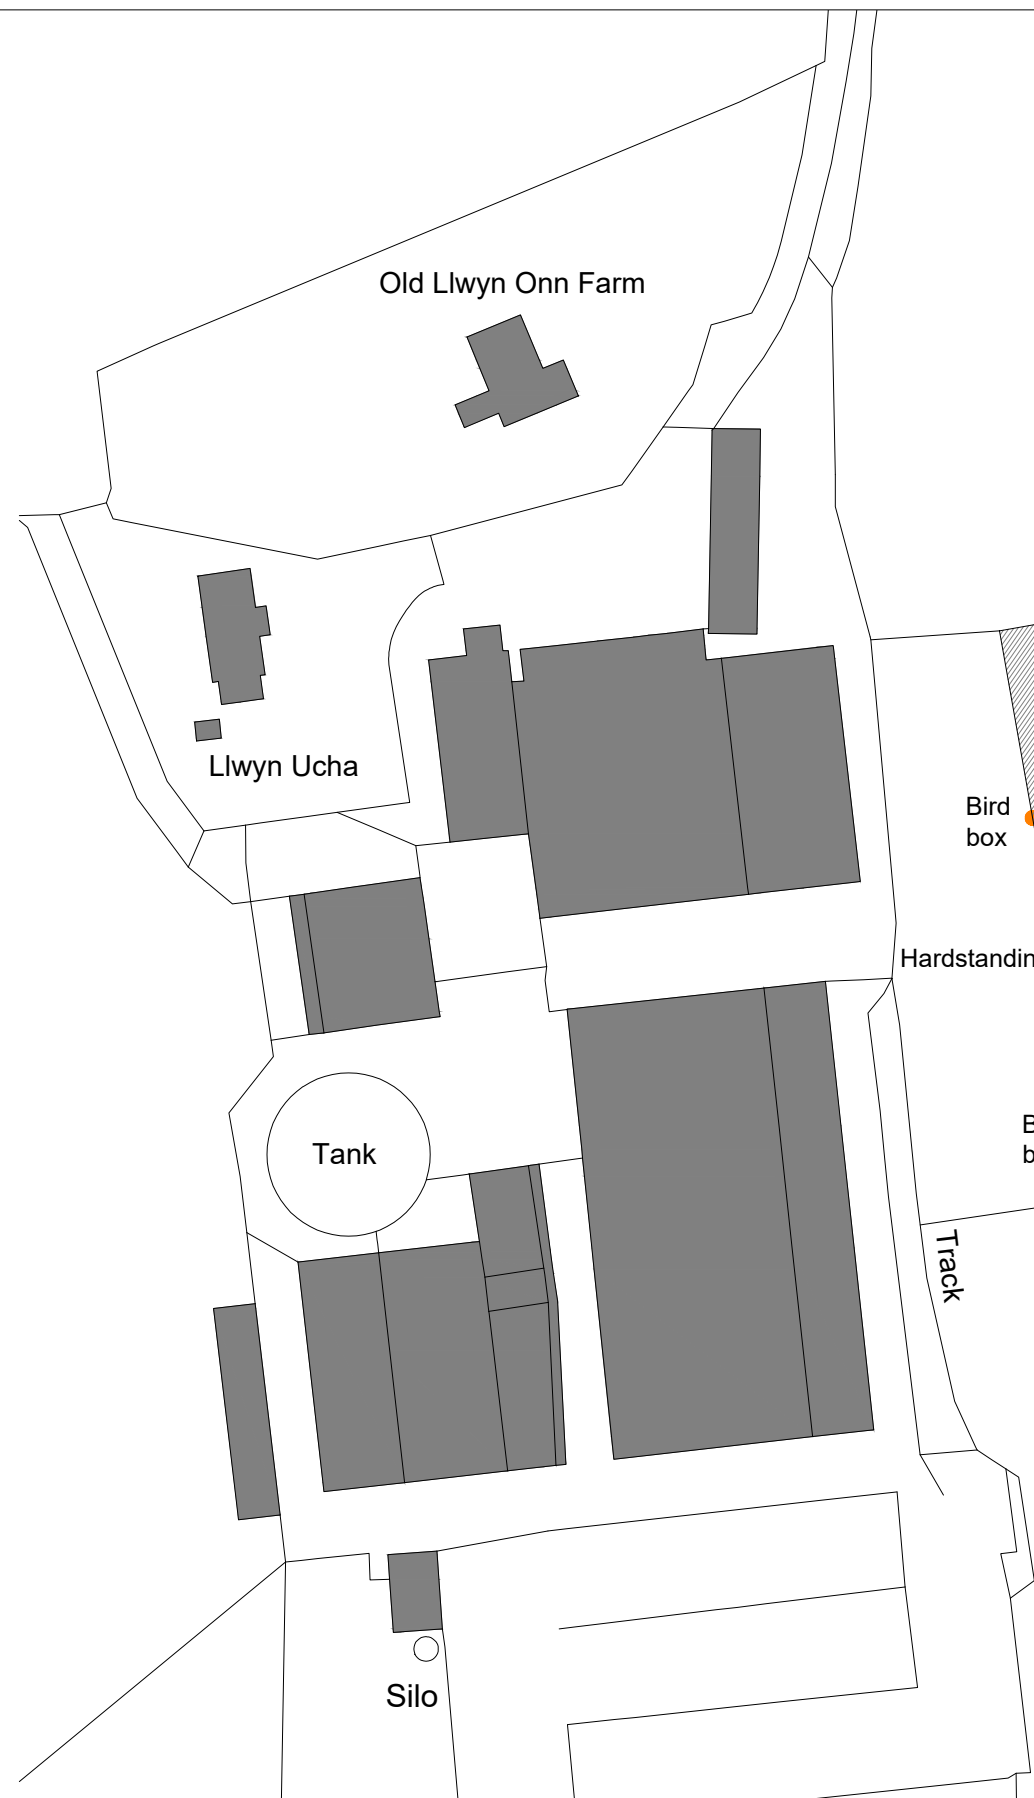 Old Llwyn Onn Farm
Llwyn Ucha
Bird
box
Hardstandin
Tank
B
b
Track
Silo